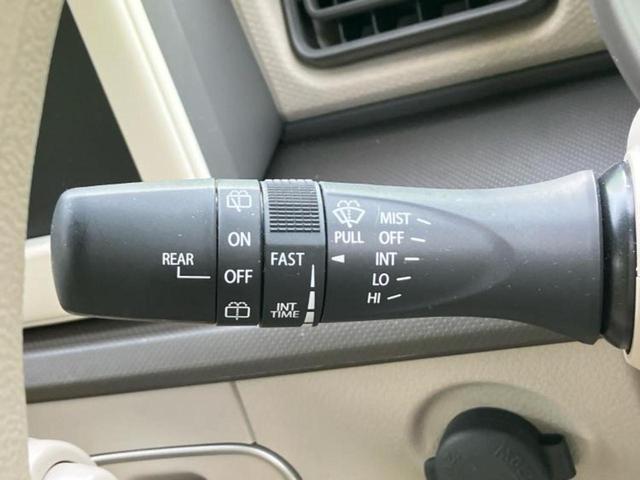 REAR
ON
OFF
FAST
INT
TIME
PULL
MIST
OFF
INT
LO
HI